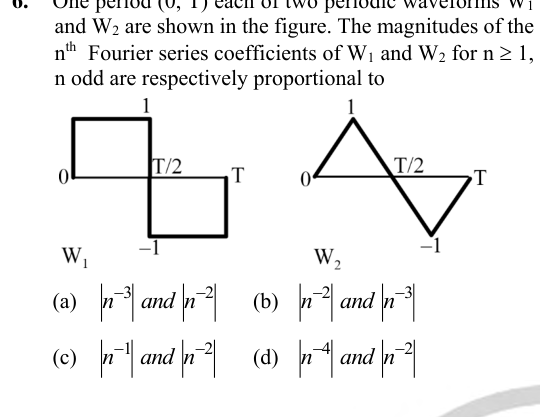 6. One period (0, T) each of two periodic waveforms W₁
and W₂ are shown in the figure. The magnitudes of the
nᵗʰ Fourier series coefficients of W₁ and W₂ for n ≥ 1,
n odd are respectively proportional to
1 1
0 T/2 T 0 T/2 T
W₁ −1 W₂ −1
(a) |n⁻³| and |n⁻²| (b) |n⁻²| and |n⁻³|
(c) |n⁻¹| and |n⁻²| (d) |n⁻⁴| and |n⁻²|